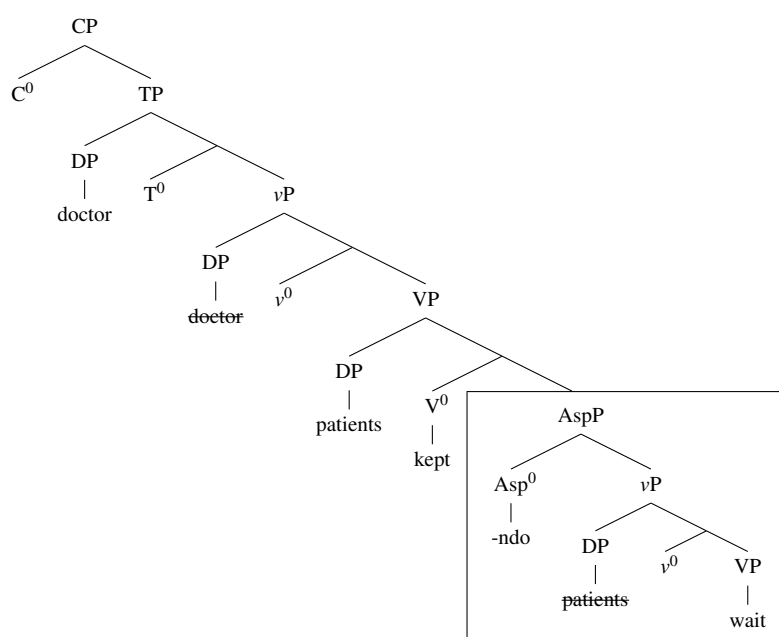 CP
C⁰ TP
DP T⁰ vP
doctor
DP v⁰ VP
doctor
DP V⁰ AspP
patients kept
Asp⁰ vP
-ndo DP v⁰ VP
patients wait